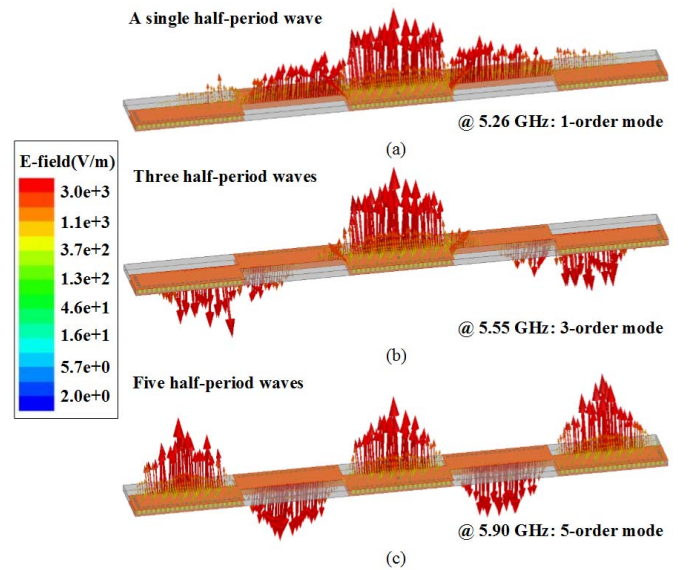 A single half-period wave
@ 5.26 GHz: 1-order mode
(a)
E-field(V/m)
3.0e+3
1.1e+3
3.7e+2
1.3e+2
4.6e+1
1.6e+1
5.7e+0
2.0e+0
Three half-period waves
@ 5.55 GHz: 3-order mode
(b)
Five half-period waves
@ 5.90 GHz: 5-order mode
(c)